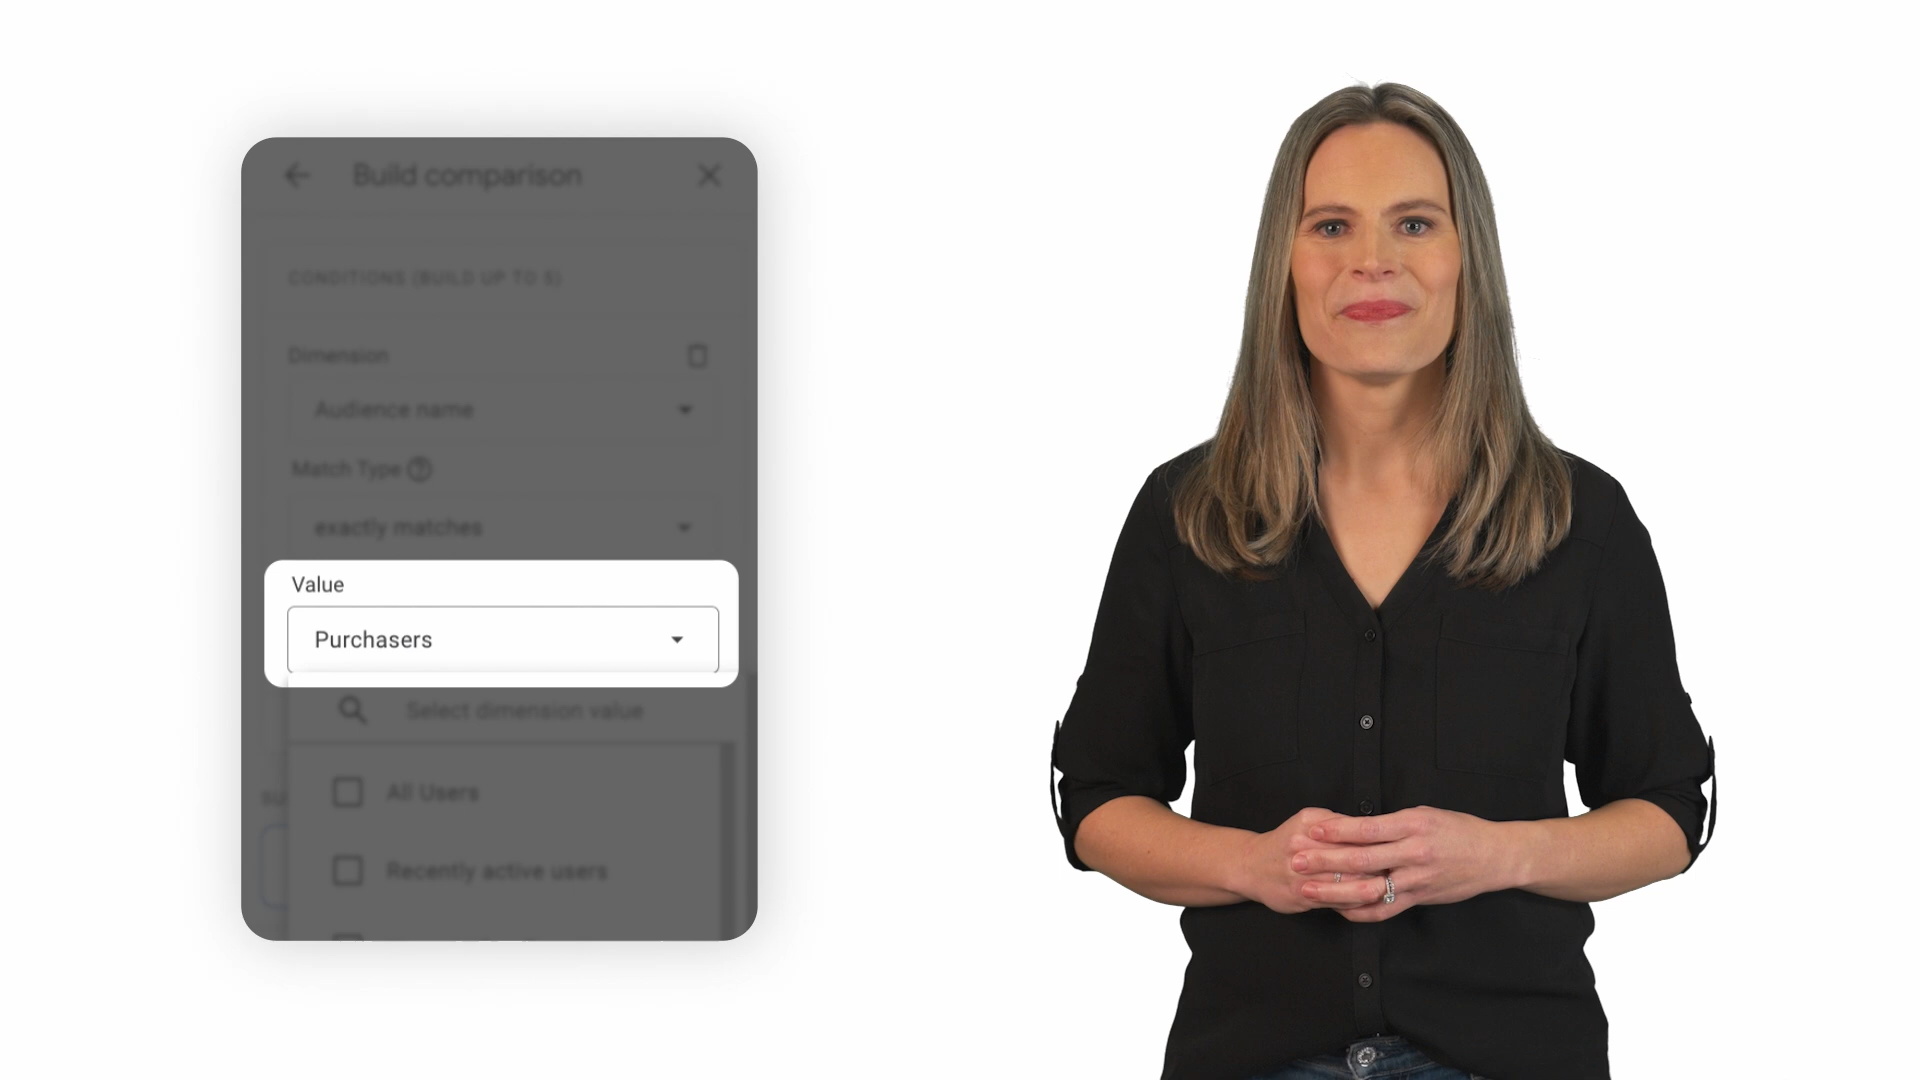 Build comparison
CONDITIONS (BUILD UP TO 5)
Dimension
Audience name
Match Type
exactly matches
Value
Purchasers
Select dimension value
All Users
Recently active users